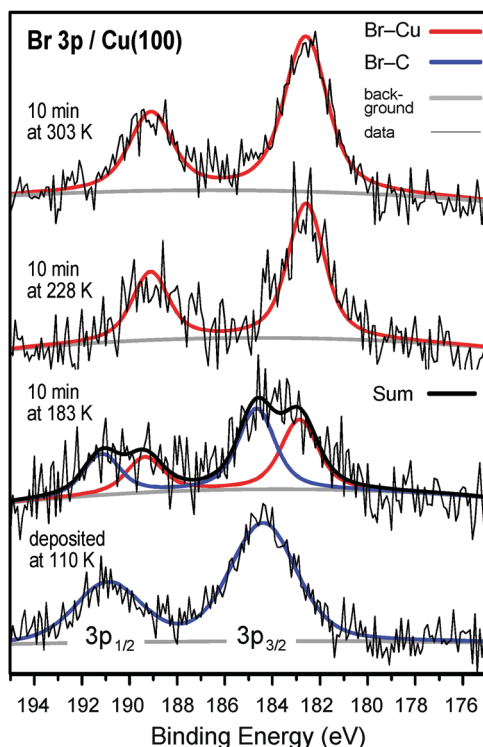 Br 3p / Cu(100)
Br–Cu
Br–C
back-
ground
data
10 min
at 303 K
10 min
at 228 K
10 min
at 183 K
Sum
deposited
at 110 K
3p1/2
3p3/2
194 192 190 188 186 184 182 180 178 176
Binding Energy (eV)